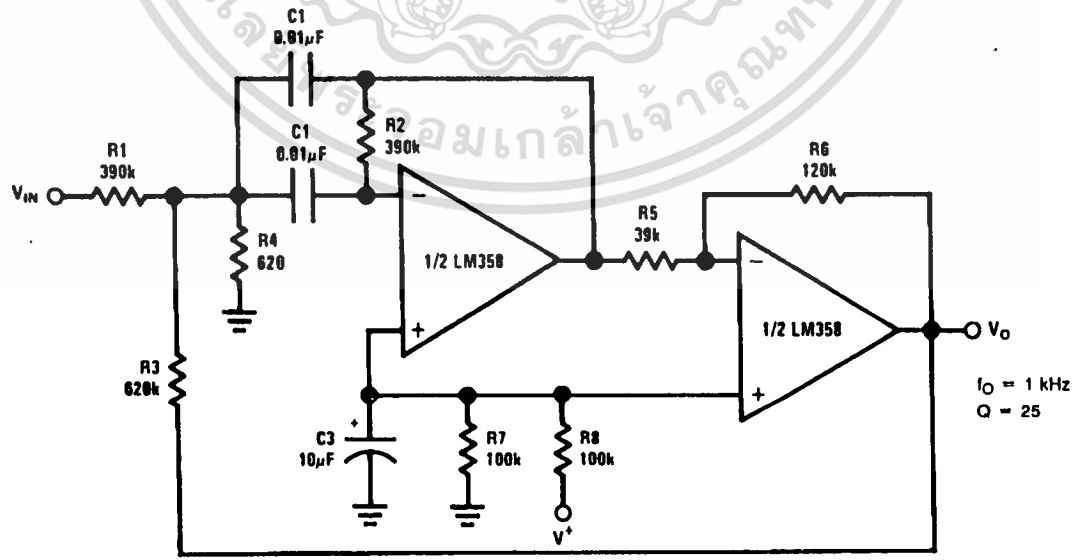 C1
0.01µF
C1
0.01µF
R2
390k
R1
390k
VIN
R4
620
R3
620k
−
+
1/2 LM358
R5
39k
R6
120k
−
+
1/2 LM358
VO
fO = 1 kHz
Q = 25
+
C3
10µF
R7
100k
R8
100k
V+